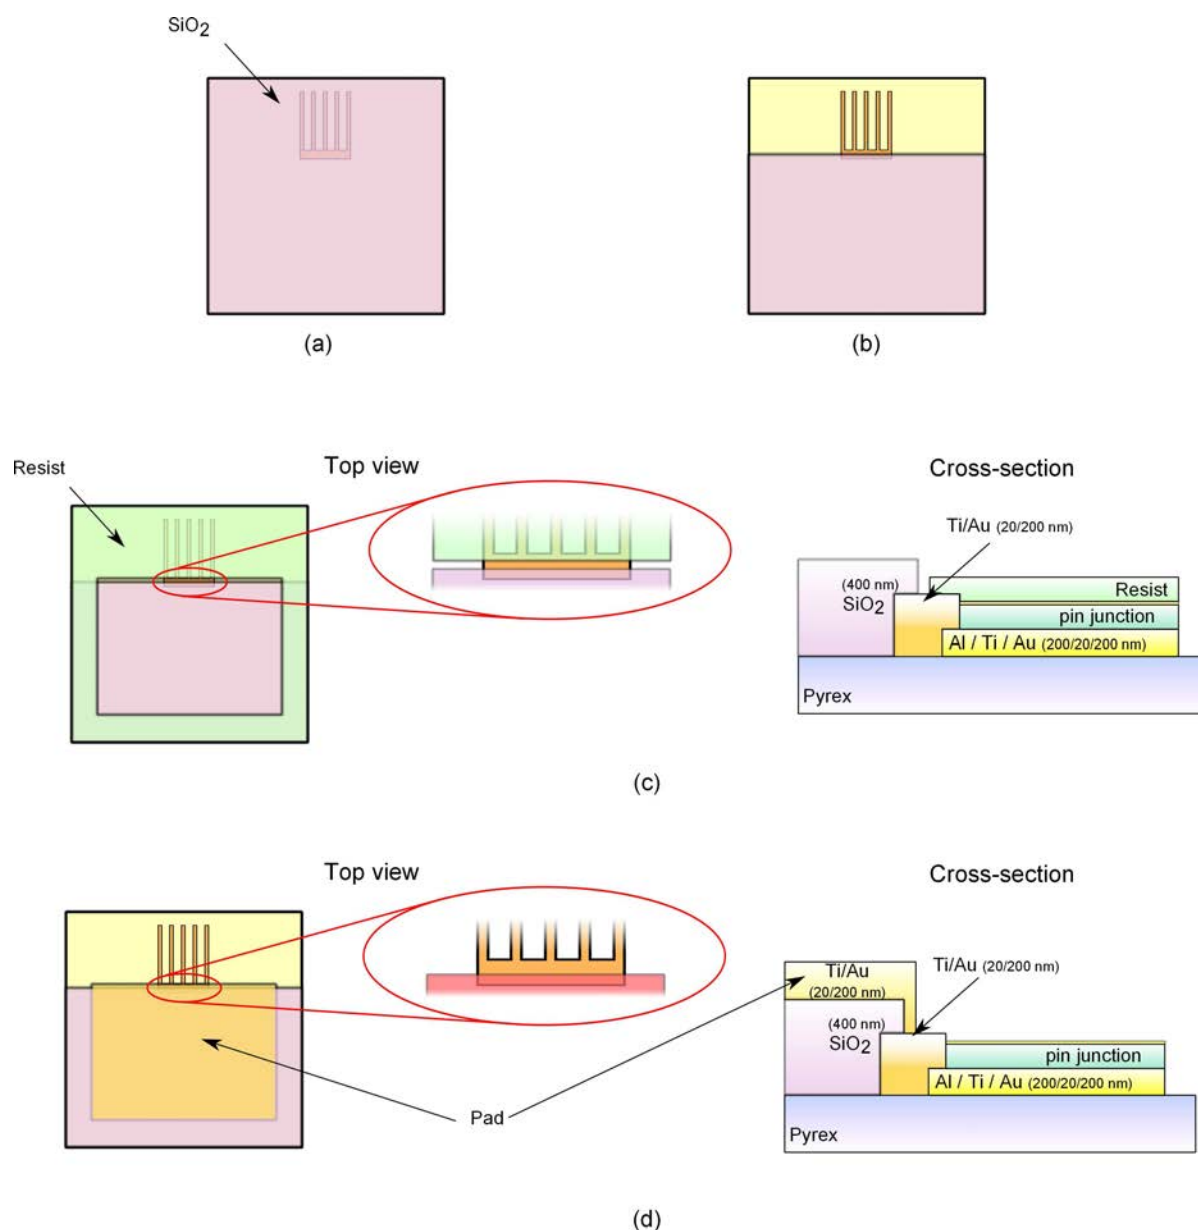 SiO2
(a)
(b)
Resist
Top view
Cross-section
Ti/Au (20/200 nm)
(400 nm)
SiO2
Resist
pin junction
Al / Ti / Au (200/20/200 nm)
Pyrex
(c)
Top view
Cross-section
Ti/Au
(20/200 nm)
Ti/Au (20/200 nm)
(400 nm)
SiO2
pin junction
Al / Ti / Au (200/20/200 nm)
Pad
Pyrex
(d)